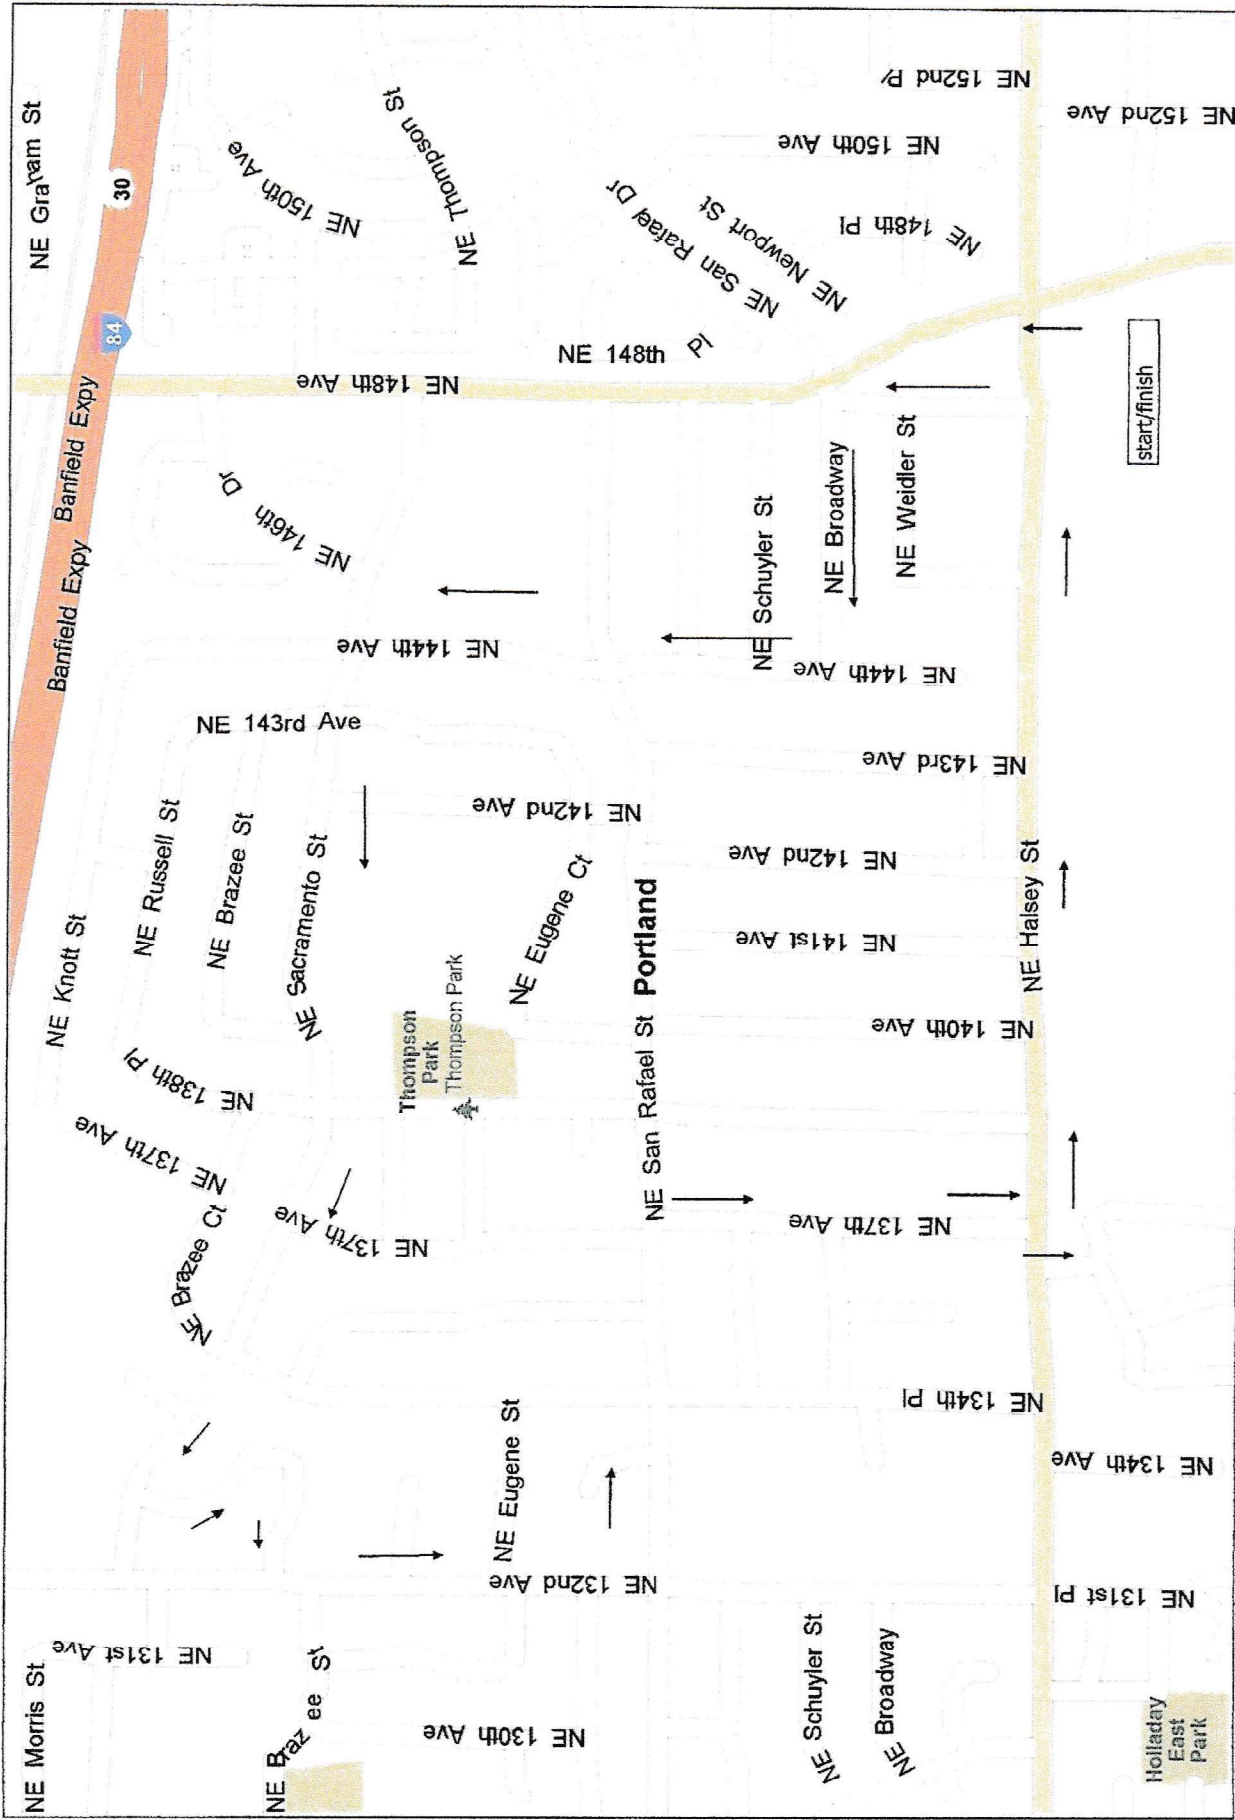 NE Graham St
30
84
Banfield Expy
Banfield Expy
NE 150th Ave
NE Thompson St
NE 152nd Pl
NE 152nd Ave
NE 150th Ave
NE San Rafael Dr
NE Newport St
NE 148th Pl
NE 148th Pl
NE 148th Ave
start/finish
NE 146th Dr
NE Schuyler St
NE Broadway
NE Weidler St
NE 144th Ave
NE 144th Ave
NE 143rd Ave
NE 143rd Ave
NE Knott St
NE Russell St
NE Brazee St
NE Sacramento St
NE 142nd Ave
NE 142nd Ave
NE Eugene Ct
Portland
NE 141st Ave
NE Halsey St
NE 140th Ave
Thompson
Park
Thompson Park
NE San Rafael St
NE 138th Pl
NE 137th Ave
NE 137th Ave
NE 137th Ave
NE Brazee Ct
NE 134th Pl
NE 134th Ave
NE Eugene St
NE 132nd Ave
NE 131st Pl
NE 131st Ave
NE Morris St
NE Brazee St
NE 130th Ave
NE Schuyler St
NE Broadway
Holladay
East
Park